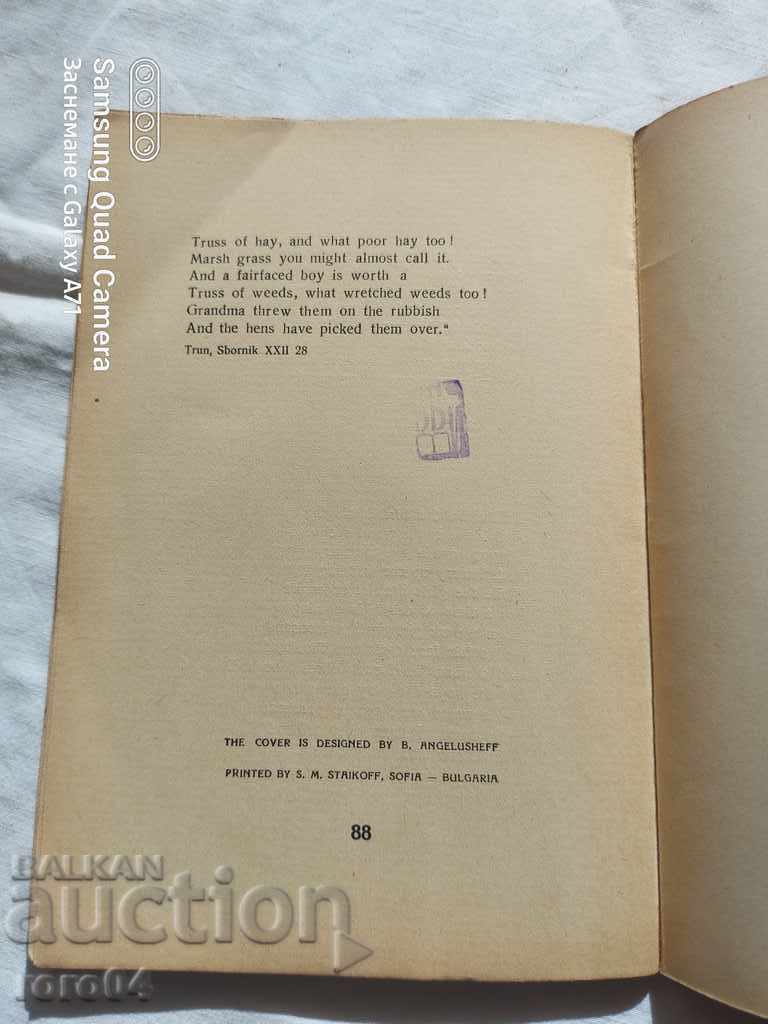 Samsung Quad Camera
Заснемане с Galaxy A71
Truss of hay, and what poor hay too !
Marsh grass you might almost call it.
And a fairfaced boy is worth a
Truss of weeds, what wretched weeds too !
Grandma threw them on the rubbish
And the hens have picked them over."
Trun, Sbornik XXII 28
THE COVER IS DESIGNED BY B. ANGELUSHEFF
PRINTED BY S. M. STAIKOFF, SOFIA — BULGARIA
88
BALKAN
auction
roro04